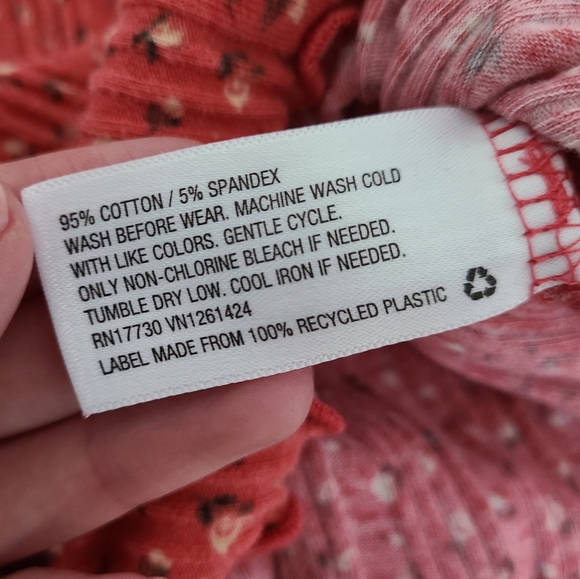 95% COTTON / 5% SPANDEX
WASH BEFORE WEAR. MACHINE WASH COLD
WITH LIKE COLORS. GENTLE CYCLE.
ONLY NON-CHLORINE BLEACH IF NEEDED.
TUMBLE DRY LOW. COOL IRON IF NEEDED.
RN17730 VN1261424
LABEL MADE FROM 100% RECYCLED PLASTIC